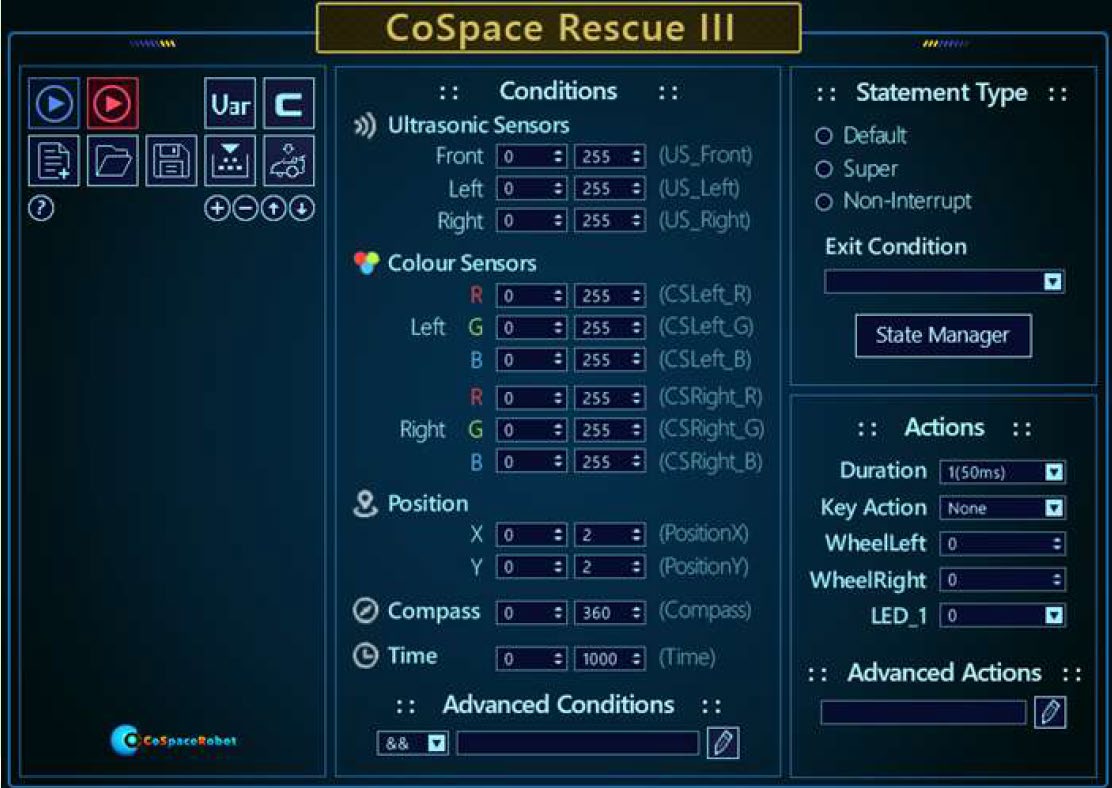 CoSpace Rescue III
Var
?
CoSpaceRobot
:: Conditions ::
Ultrasonic Sensors
Front 0 255 (US_Front)
Left 0 255 (US_Left)
Right 0 255 (US_Right)
Colour Sensors
R 0 255 (CSLeft_R)
Left G 0 255 (CSLeft_G)
B 0 255 (CSLeft_B)
R 0 255 (CSRight_R)
Right G 0 255 (CSRight_G)
B 0 255 (CSRight_B)
Position
X 0 2 (PositionX)
Y 0 2 (PositionY)
Compass 0 360 (Compass)
Time 0 1000 (Time)
:: Advanced Conditions ::
&&
:: Statement Type ::
Default
Super
Non-Interrupt
Exit Condition
State Manager
:: Actions ::
Duration 1(50ms)
Key Action None
WheelLeft 0
WheelRight 0
LED_1 0
:: Advanced Actions ::